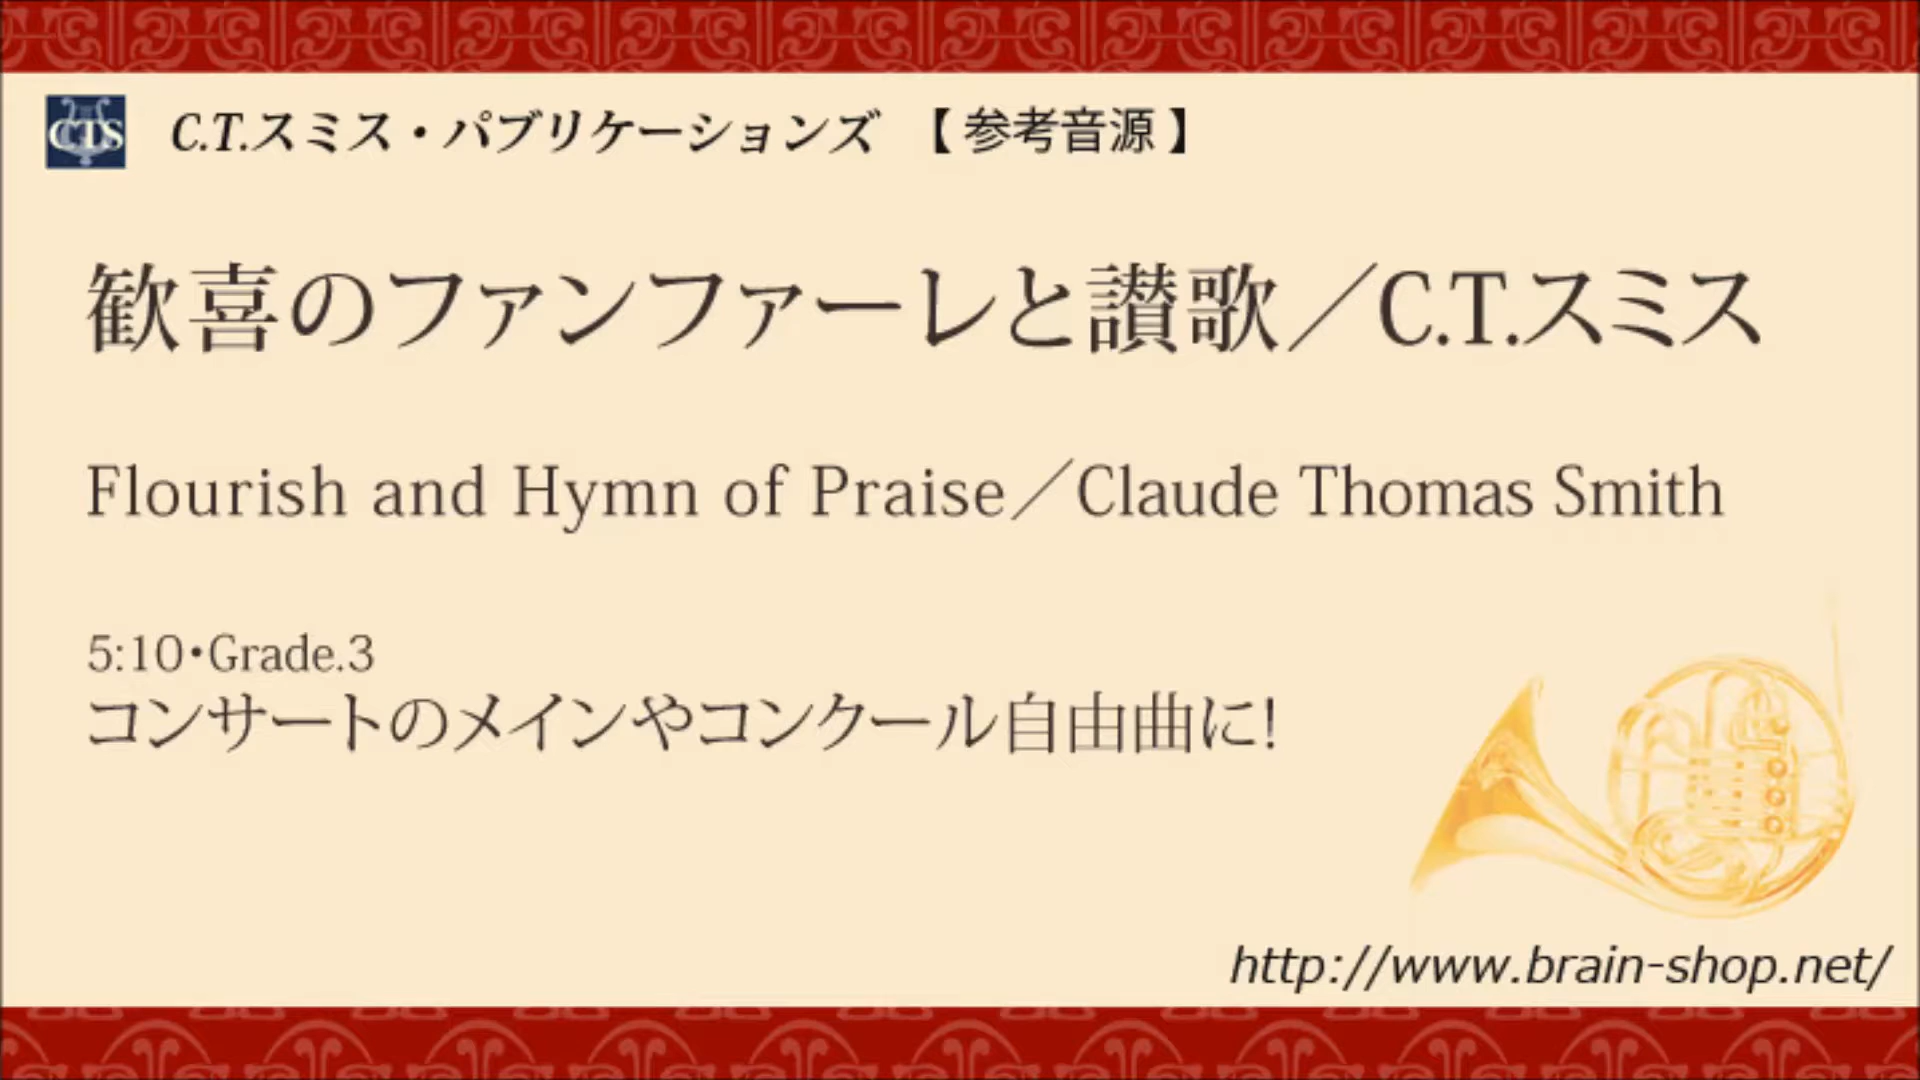 CTS
C.T.スミス・パブリケーションズ 【 参考音源 】
歓喜のファンファーレと讃歌／C.T.スミス
Flourish and Hymn of Praise／Claude Thomas Smith
5:10・Grade.3
コンサートのメインやコンクール自由曲に!
http://www.brain-shop.net/